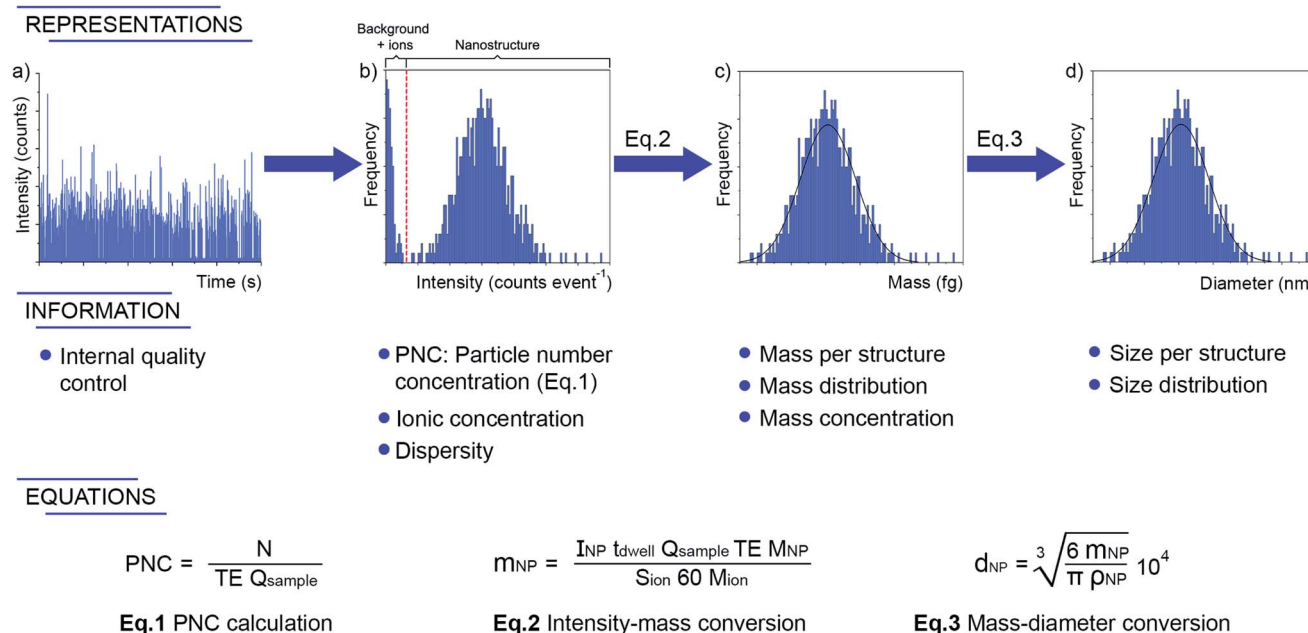 REPRESENTATIONS
Background
+ ions
Nanostructure
a)
Intensity (counts)
Time (s)
b)
Frequency
Intensity (counts event⁻¹)
Eq.2
c)
Frequency
Mass (fg)
Eq.3
d)
Frequency
Diameter (nm
INFORMATION
• Internal quality
control
• PNC: Particle number
concentration (Eq.1)
• Ionic concentration
• Dispersity
• Mass per structure
• Mass distribution
• Mass concentration
• Size per structure
• Size distribution
EQUATIONS
PNC = N / TE Qsample
Eq.1 PNC calculation
mNP = INP tdwell Qsample TE MNP / Sion 60 Mion
Eq.2 Intensity-mass conversion
dNP = ∛(6 mNP / π ρNP) 10⁴
Eq.3 Mass-diameter conversion